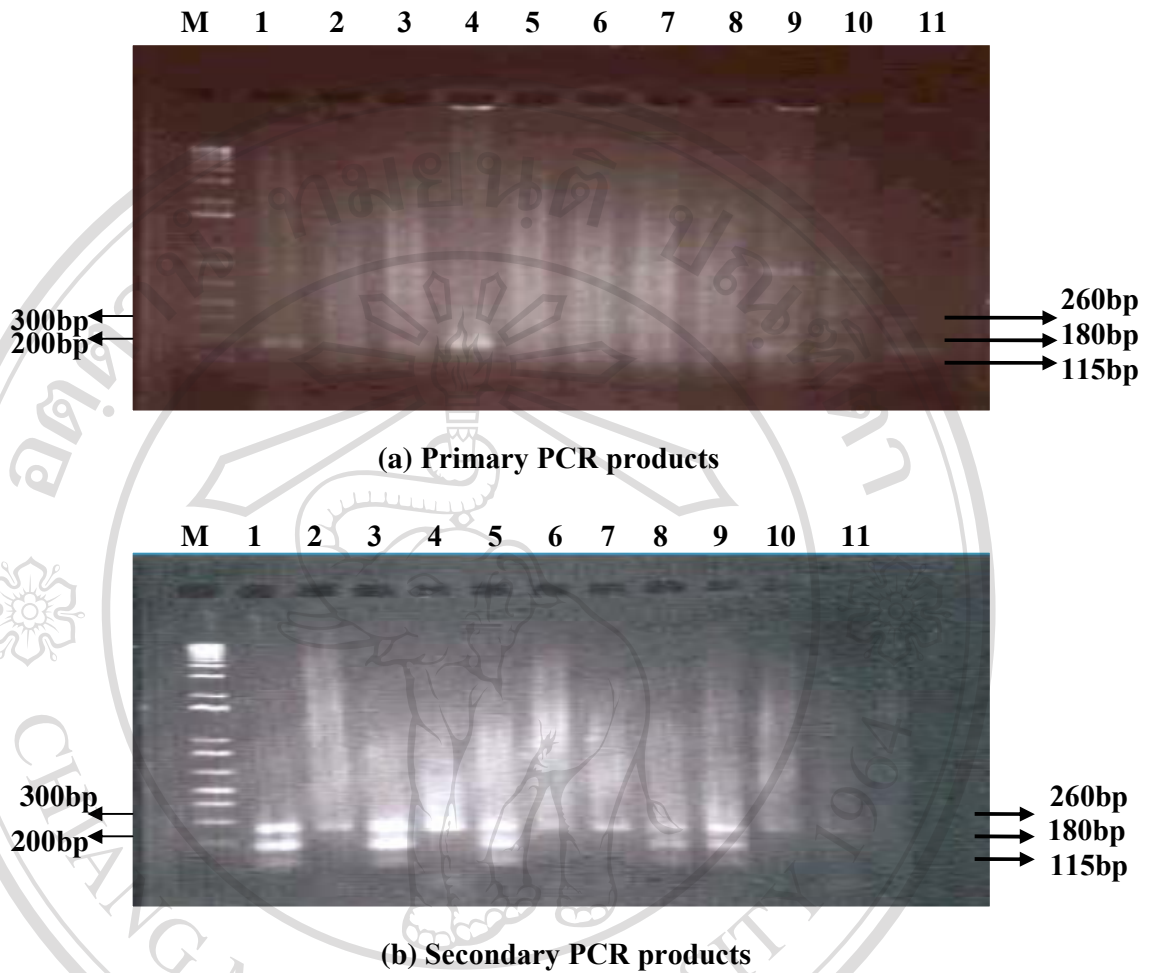 M 1 2 3 4 5 6 7 8 9 10 11
300bp
200bp
260bp
180bp
115bp
(a) Primary PCR products
M 1 2 3 4 5 6 7 8 9 10 11
300bp
200bp
260bp
180bp
115bp
(b) Secondary PCR products
CHIANG
1964